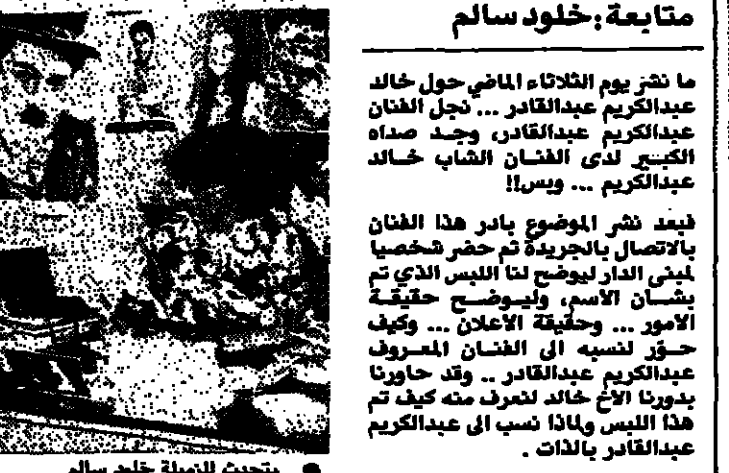 متابعة: خلود سالم
ما نشر يوم الثلاثاء الماضي حول خالد
عبدالكريم عبدالقادر ... نجل الفنان
عبدالكريم عبدالقادر، وجد صداه
الكبير لدى الفنان الشاب خالد
عبدالكريم ... وبس!!
فبعد نشر الموضوع بادر هذا الفنان
بالاتصال بالجريدة ثم حضر شخصيا
لمبنى الدار ليوضح لنا اللبس الذي تم
بشان الاسم، وليوضح حقيقة
الامور ... وحقيقة الاعلان ... وكيف
حوّر لنسبه الى الفنان المعروف
عبدالكريم عبدالقادر .. وقد حاورنا
بدورنا الاخ خالد لنعرف منه كيف تم
هذا اللبس ولماذا نسب الى عبدالكريم
عبدالقادر بالذات .
● يتحدث للزميلة خلود سالم